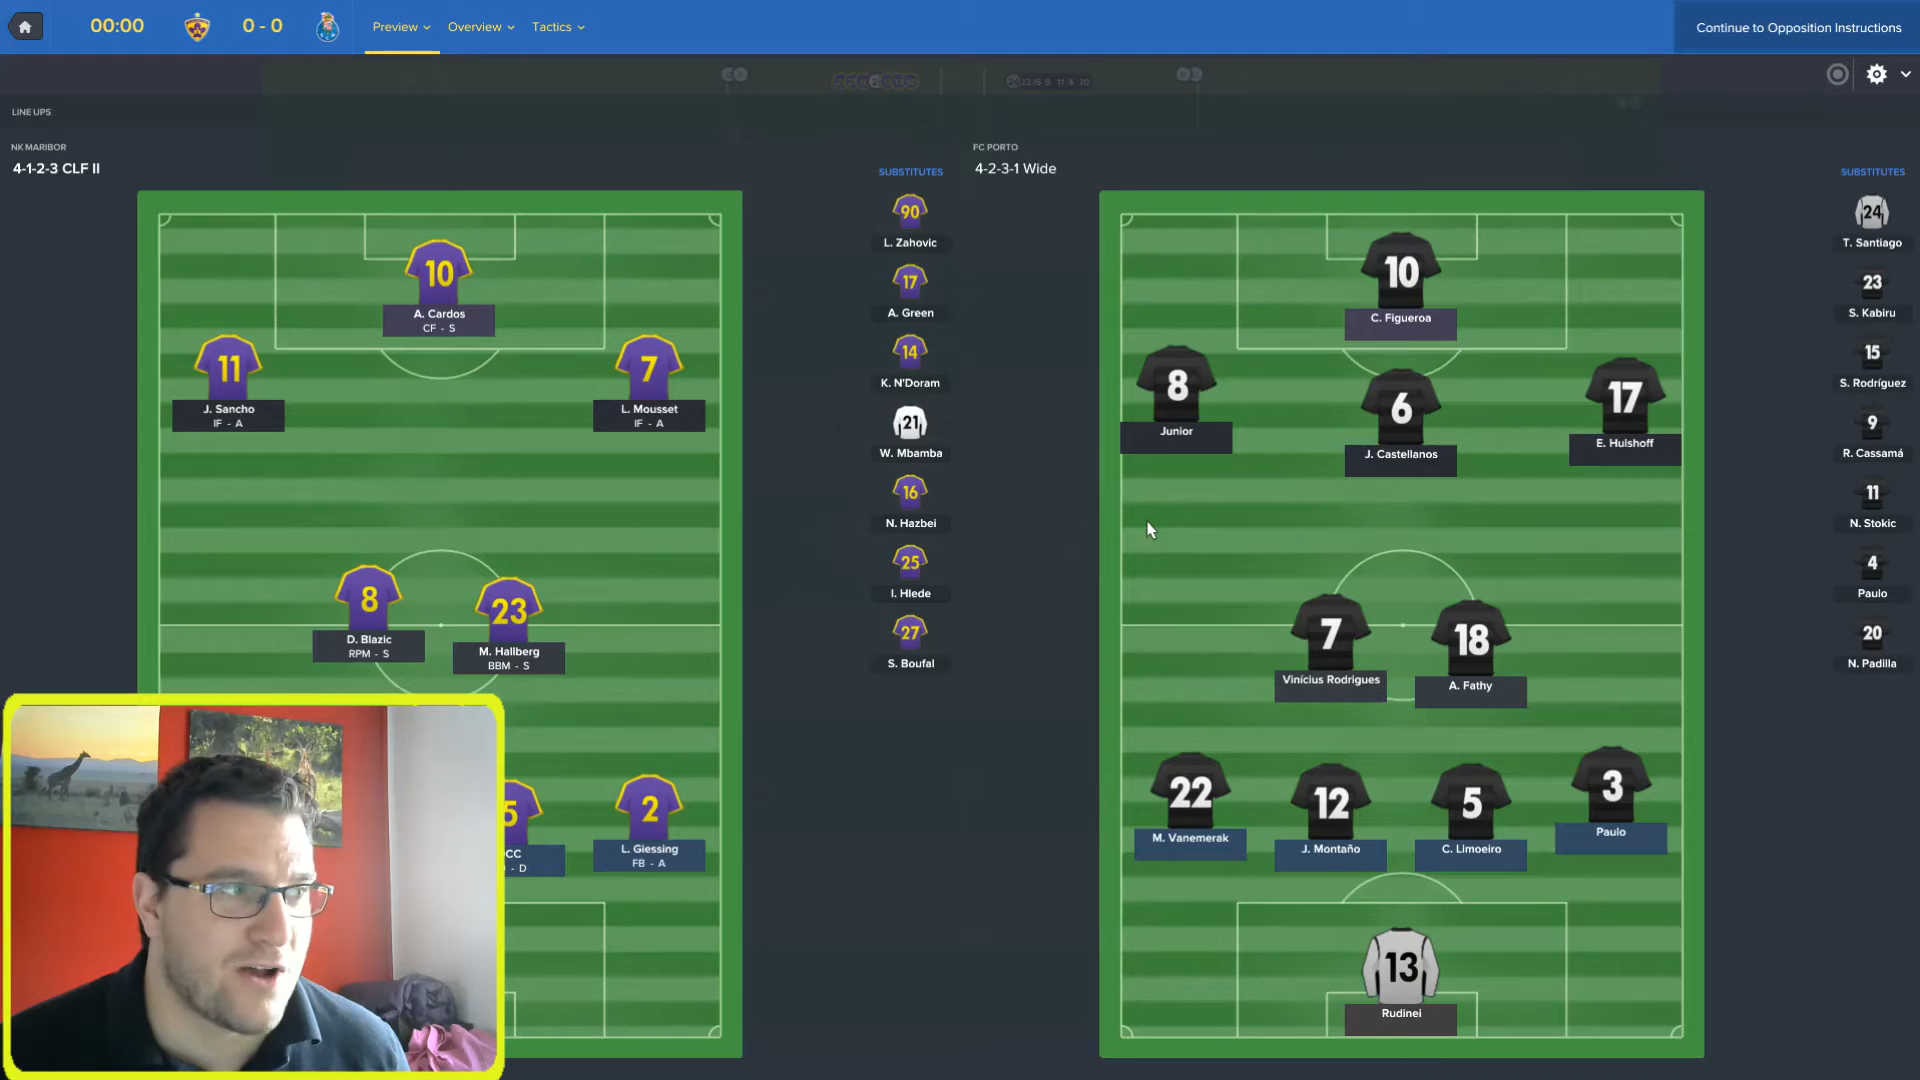 00:00
0 - 0
Preview
Overview
Tactics
Continue to Opposition Instructions
LINE UPS
NK MARIBOR
4-1-2-3 CLF II
10
A. Cardos
CF - S
11
J. Sancho
IF - A
7
L. Mousset
IF - A
8
D. Blazic
RPM - S
23
M. Hallberg
BBM - S
5
CC
- D
2
L. Giessing
FB - A
SUBSTITUTES
90
L. Zahovic
17
A. Green
14
K. N'Doram
21
W. Mbamba
16
N. Hazbei
25
I. Hlede
27
S. Boufal
FC PORTO
4-2-3-1 Wide
10
C. Figueroa
8
Junior
6
J. Castellanos
17
E. Hulshoff
7
Vinícius Rodrigues
18
A. Fathy
22
M. Vanemerak
12
J. Montaño
5
C. Limoeiro
3
Paulo
13
Rudinei
SUBSTITUTES
24
T. Santiago
23
S. Kabiru
15
S. Rodríguez
9
R. Cassamá
11
N. Stokic
4
Paulo
20
N. Padilla